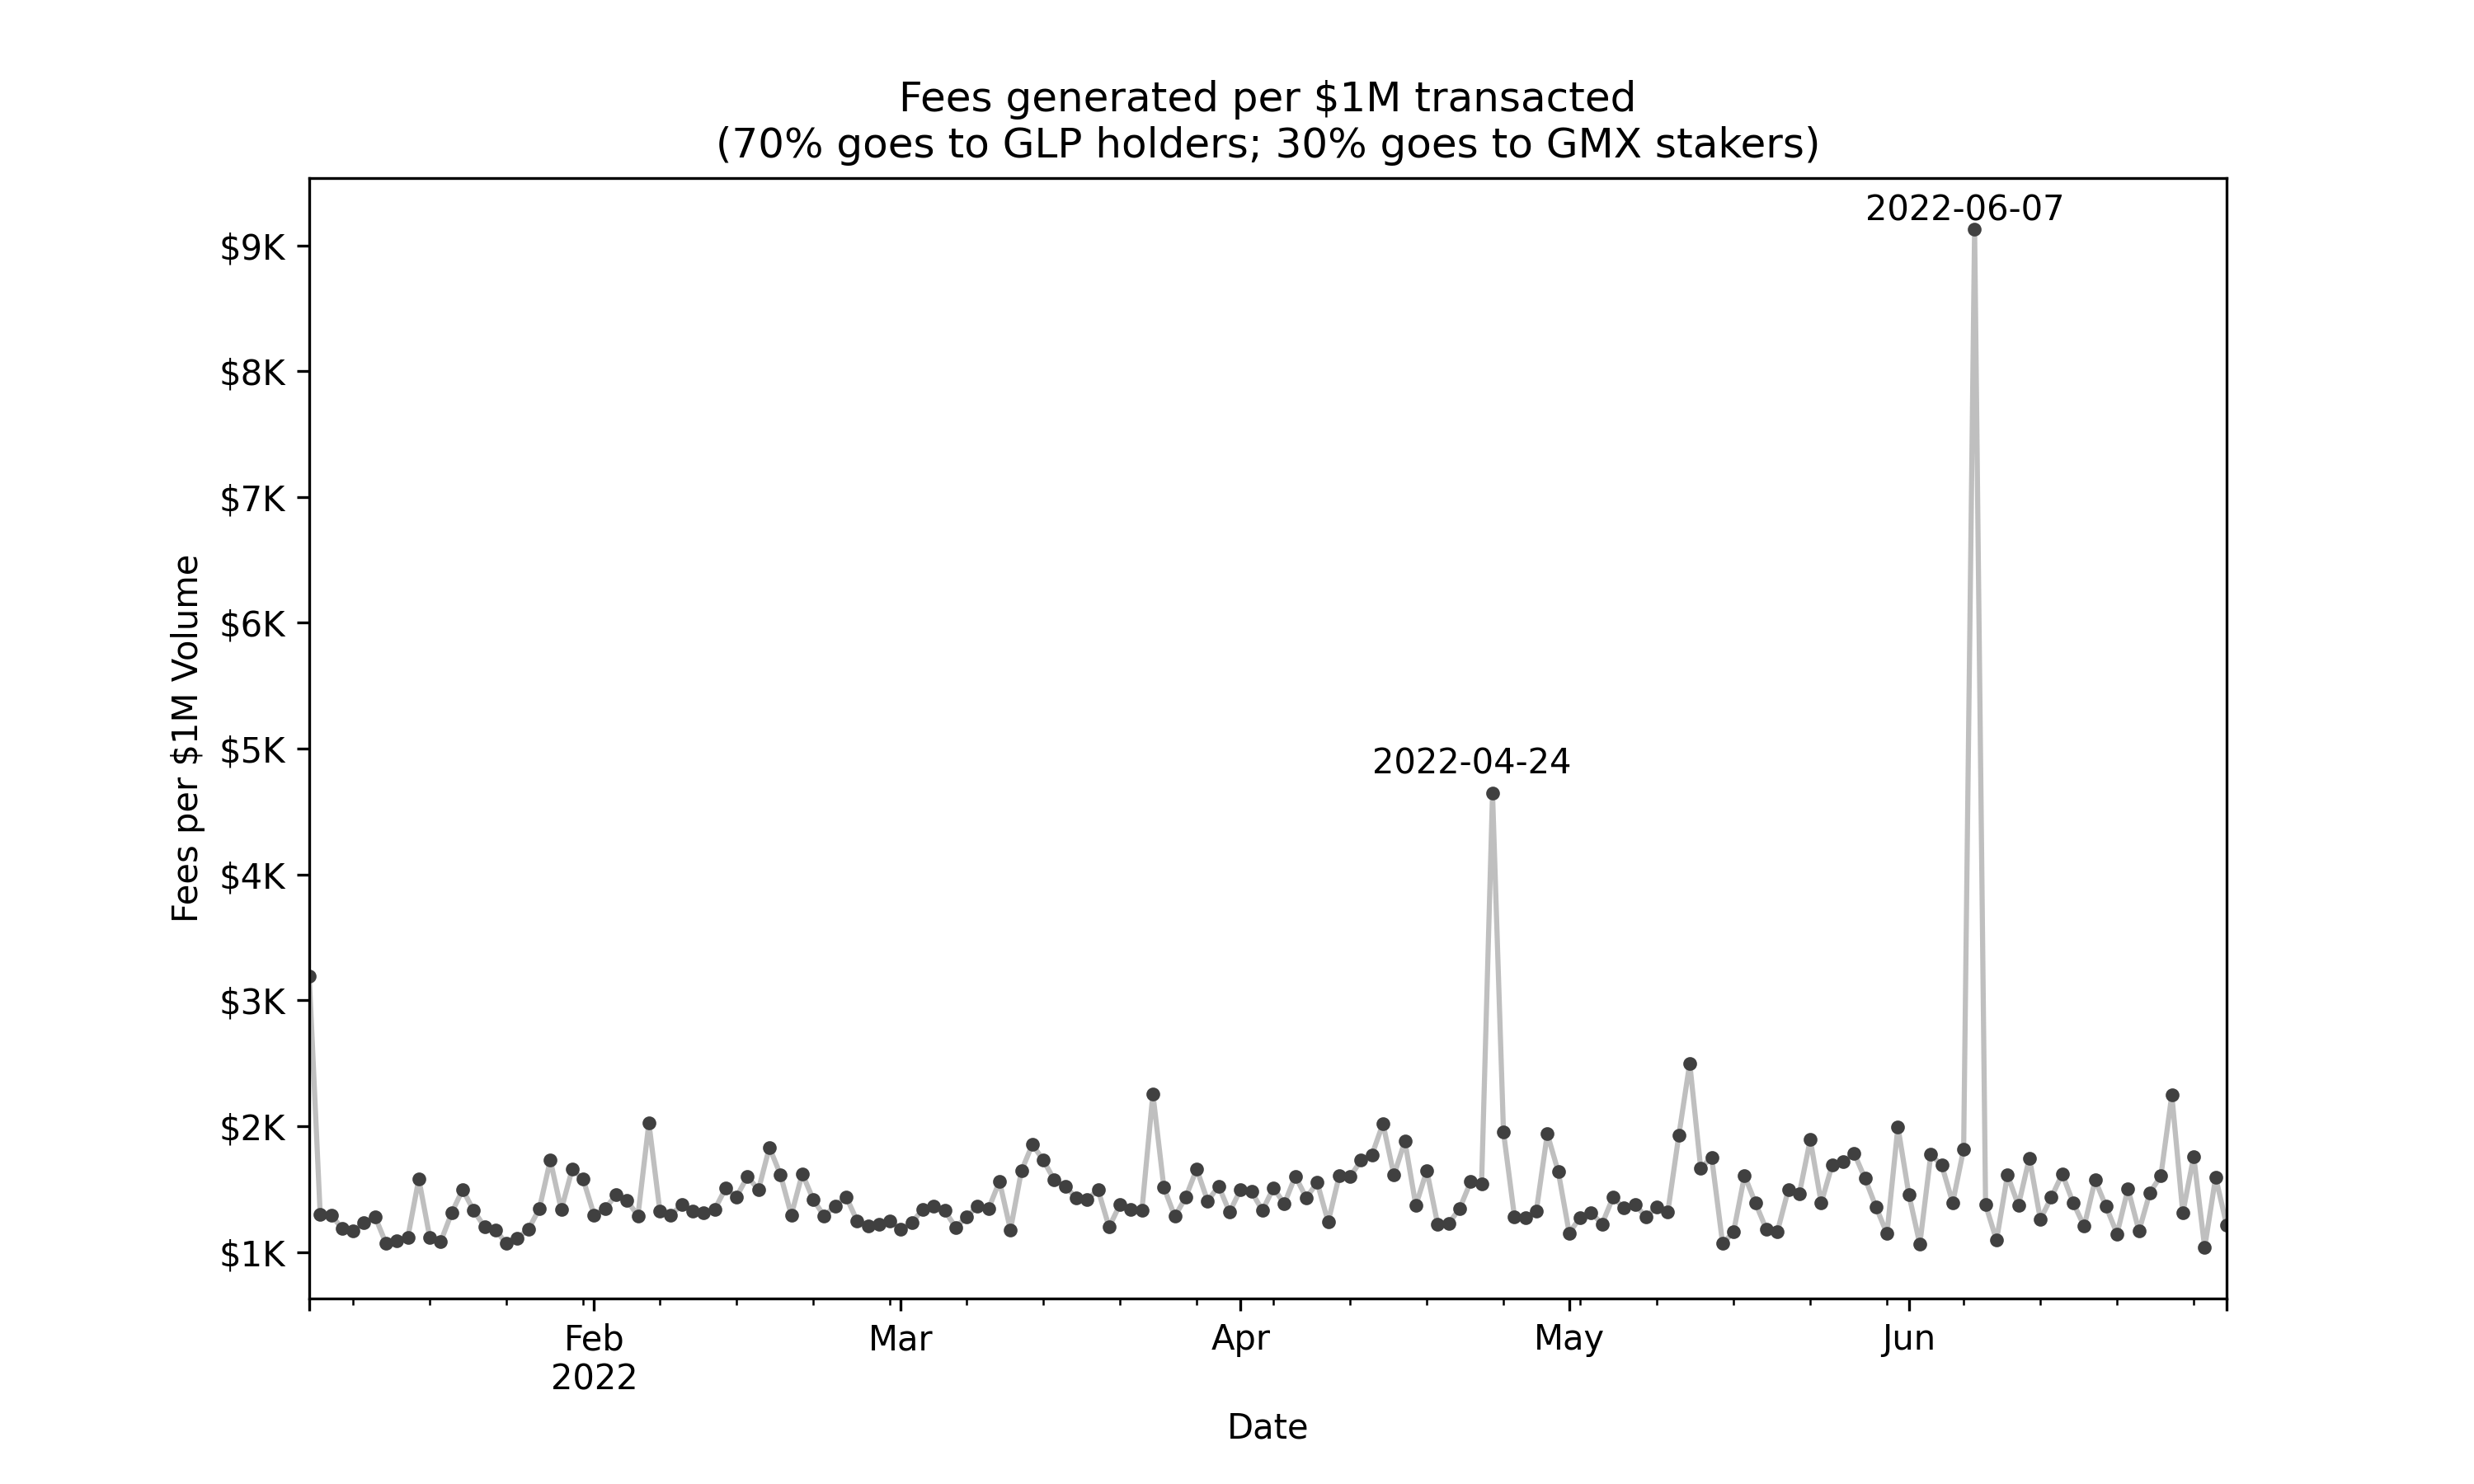 Fees generated per $1M transacted
(70% goes to GLP holders; 30% goes to GMX stakers)
2022-06-07
$9K
$8K
$7K
$6K
$5K
$4K
$3K
$2K
$1K
Fees per $1M Volume
2022-04-24
Feb
2022
Mar
Apr
May
Jun
Date